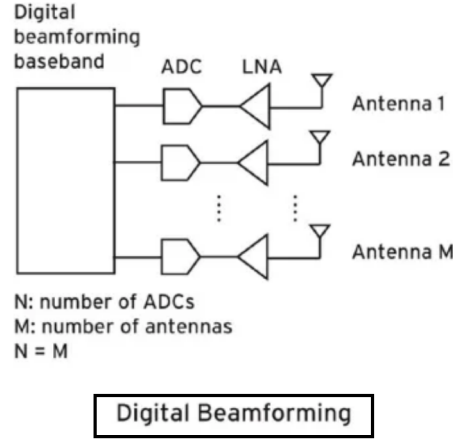 Digital
beamforming
baseband
ADC LNA
Antenna 1
Antenna 2
Antenna M
N: number of ADCs
M: number of antennas
N = M
Digital Beamforming